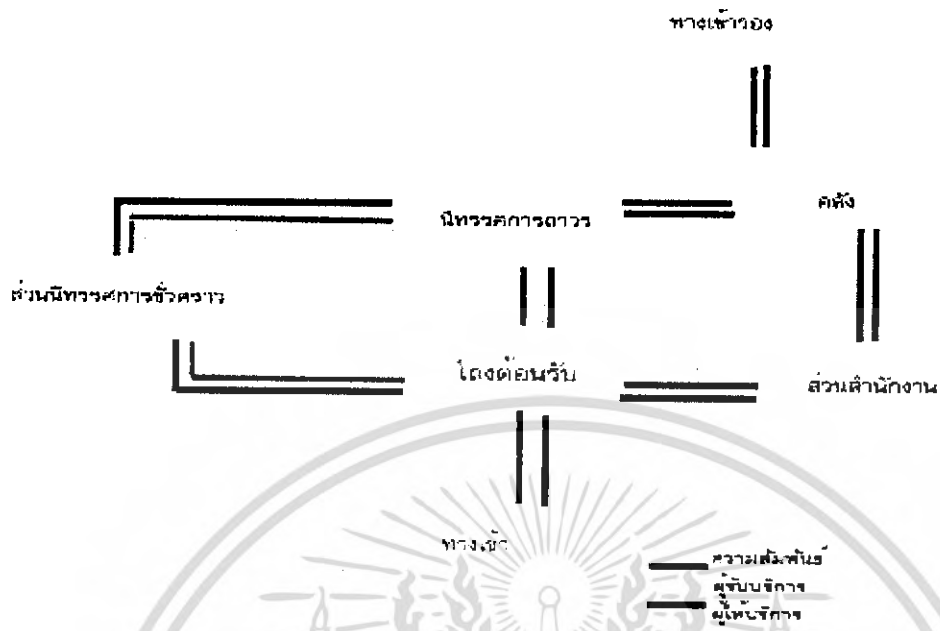 ทางเข้ารอง
คลัง
นิทรรศการถาวร
ส่วนนิทรรศการชั่วคราว
โถงต้อนรับ
ส่วนสำนักงาน
ทางเข้า
ความสัมพันธ์
ผู้รับบริการ
ผู้ให้บริการ